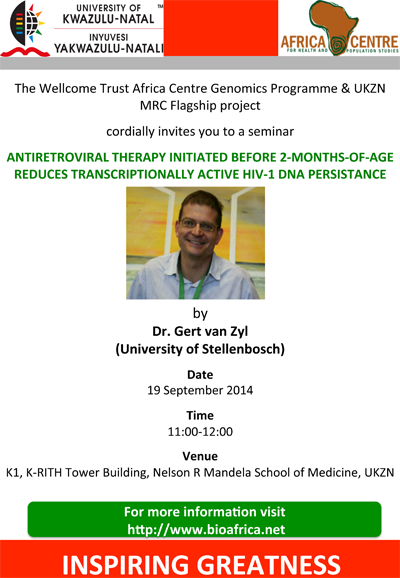 UNIVERSITY OF ™
KWAZULU-NATAL
INYUVESI
YAKWAZULU-NATALI
AFRICA CENTRE
FOR HEALTH AND POPULATION STUDIES
The Wellcome Trust Africa Centre Genomics Programme & UKZN
MRC Flagship project
cordially invites you to a seminar
ANTIRETROVIRAL THERAPY INITIATED BEFORE 2-MONTHS-OF-AGE
REDUCES TRANSCRIPTIONALLY ACTIVE HIV-1 DNA PERSISTANCE
by
Dr. Gert van Zyl
(University of Stellenbosch)
Date
19 September 2014
Time
11:00-12:00
Venue
K1, K-RITH Tower Building, Nelson R Mandela School of Medicine, UKZN
For more information visit
http://www.bioafrica.net
INSPIRING GREATNESS